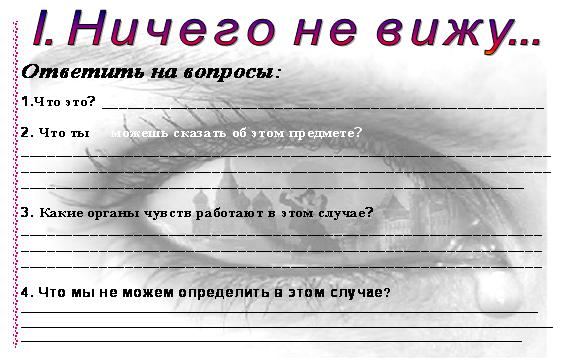 I. Ничего не вижу...
Ответить на вопросы:
1.Что это?
2. Что ты можешь сказать об этом предмете?
3. Какие органы чувств работают в этом случае?
4. Что мы не можем определить в этом случае?